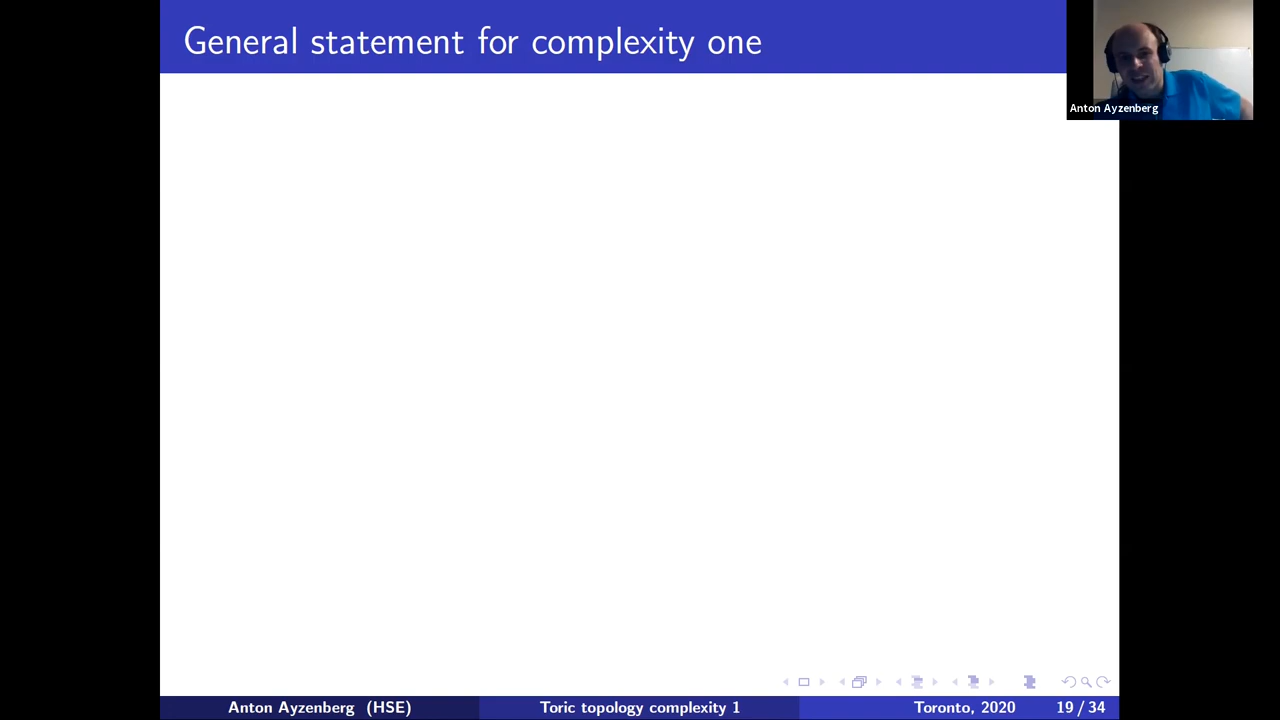 General statement for complexity one
Anton Ayzenberg
Anton Ayzenberg (HSE)
Toric topology complexity 1
Toronto, 2020
19 / 34